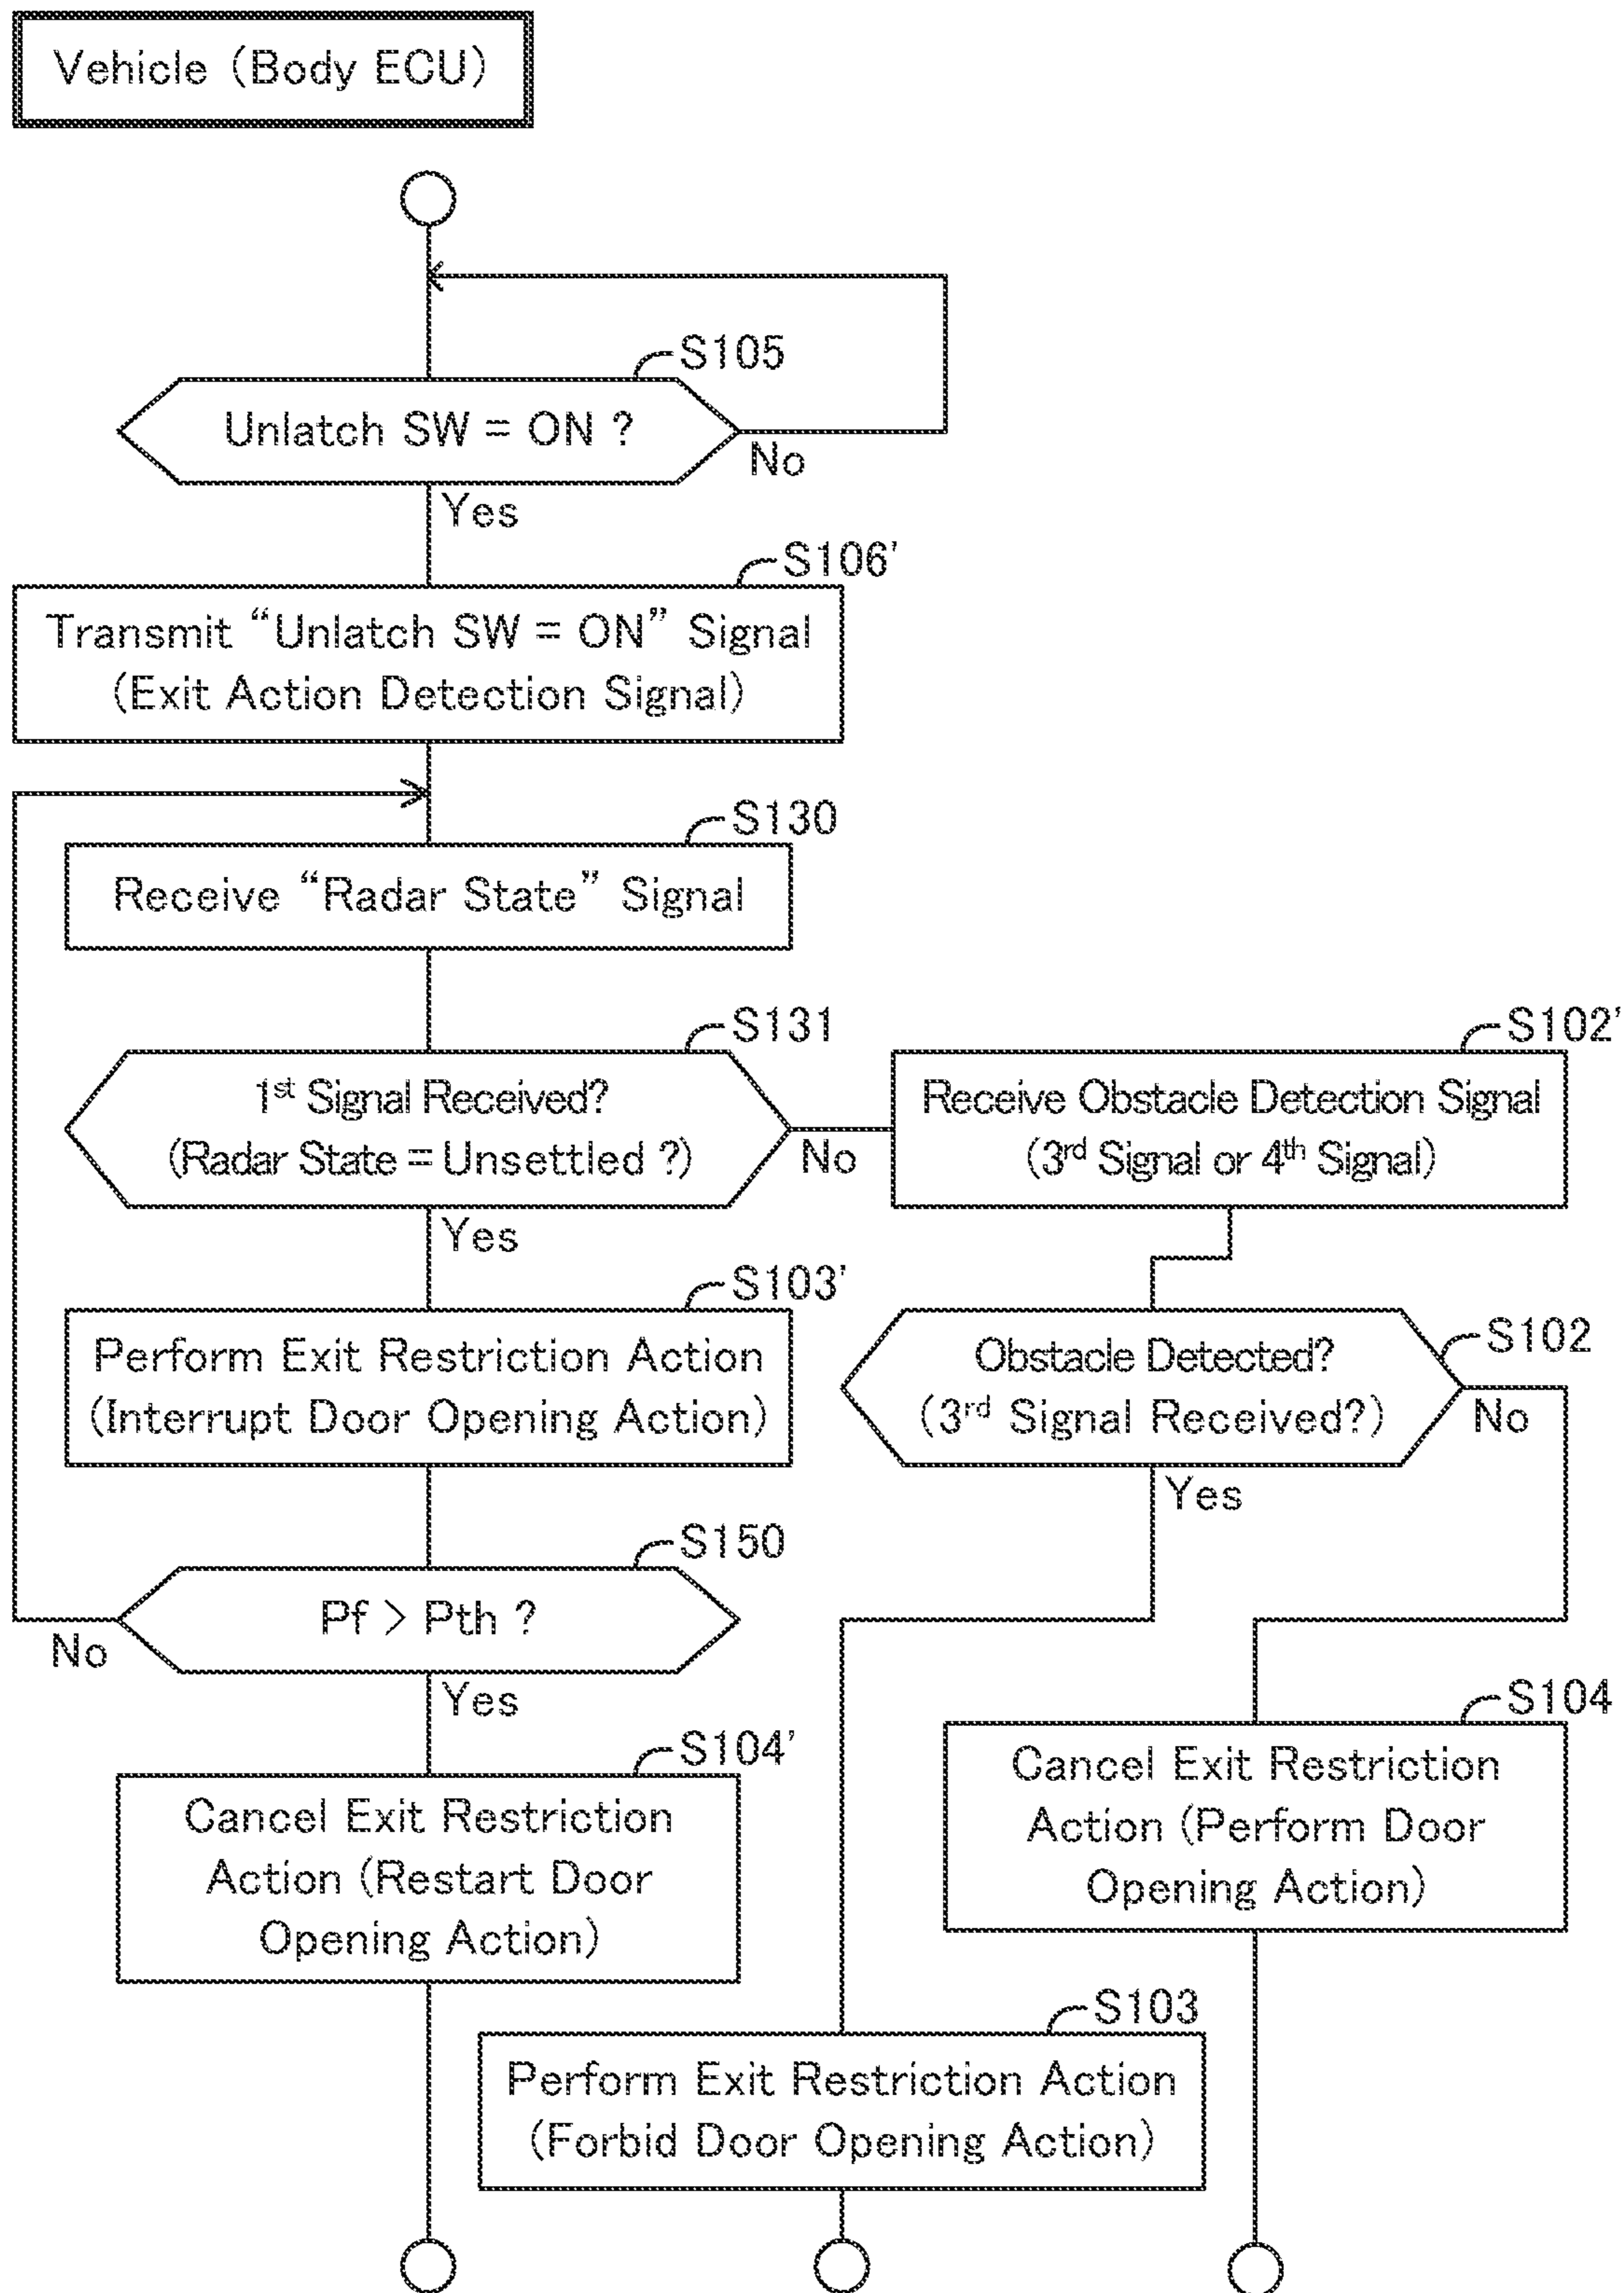 Vehicle (Body ECU)
S105
Unlatch SW = ON ?
No
Yes
S106'
Transmit “Unlatch SW = ON” Signal
(Exit Action Detection Signal)
S130
Receive “Radar State” Signal
S131
1st Signal Received?
(Radar State = Unsettled ?)
No
Yes
S102'
Receive Obstacle Detection Signal
(3rd Signal or 4th Signal)
S103'
Perform Exit Restriction Action
(Interrupt Door Opening Action)
S102
Obstacle Detected?
(3rd Signal Received?)
No
Yes
S150
Pf > Pth ?
No
Yes
S104'
Cancel Exit Restriction
Action (Restart Door
Opening Action)
S104
Cancel Exit Restriction
Action (Perform Door
Opening Action)
S103
Perform Exit Restriction Action
(Forbid Door Opening Action)